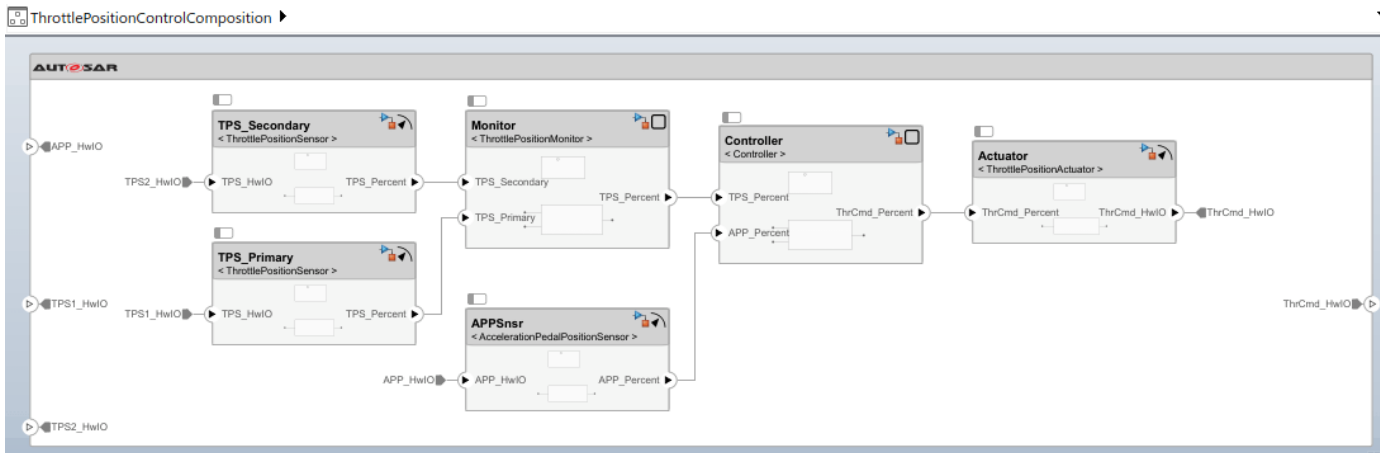 ThrottlePositionControlComposition
AUTOSAR
APP_HwIO
TPS1_HwIO
TPS2_HwIO
TPS2_HwIO
TPS_Secondary
< ThrottlePositionSensor >
TPS_HwIO
TPS_Percent
TPS1_HwIO
TPS_Primary
< ThrottlePositionSensor >
TPS_HwIO
TPS_Percent
Monitor
< ThrottlePositionMonitor >
TPS_Secondary
TPS_Percent
TPS_Primary
APP_HwIO
APPSnsr
< AccelerationPedalPositionSensor >
APP_HwIO
APP_Percent
Controller
< Controller >
TPS_Percent
ThrCmd_Percent
APP_Percent
Actuator
< ThrottlePositionActuator >
ThrCmd_Percent
ThrCmd_HwIO
ThrCmd_HwIO
ThrCmd_HwIO